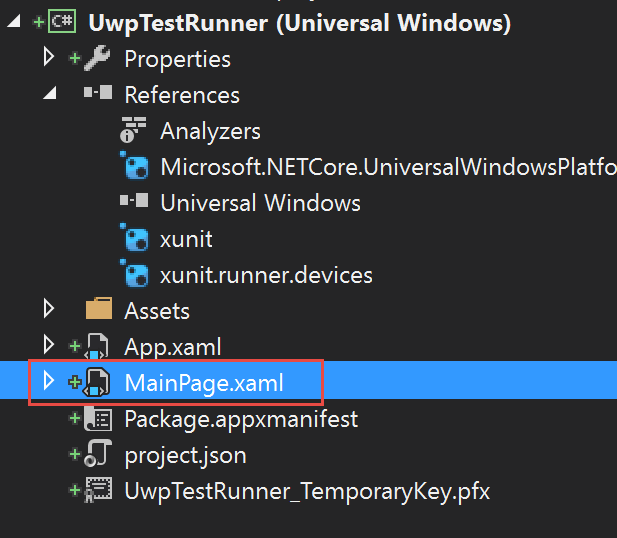 C# UwpTestRunner (Universal Windows)
Properties
References
Analyzers
Microsoft.NETCore.UniversalWindowsPlatfo
Universal Windows
xunit
xunit.runner.devices
Assets
App.xaml
MainPage.xaml
Package.appxmanifest
project.json
UwpTestRunner_TemporaryKey.pfx